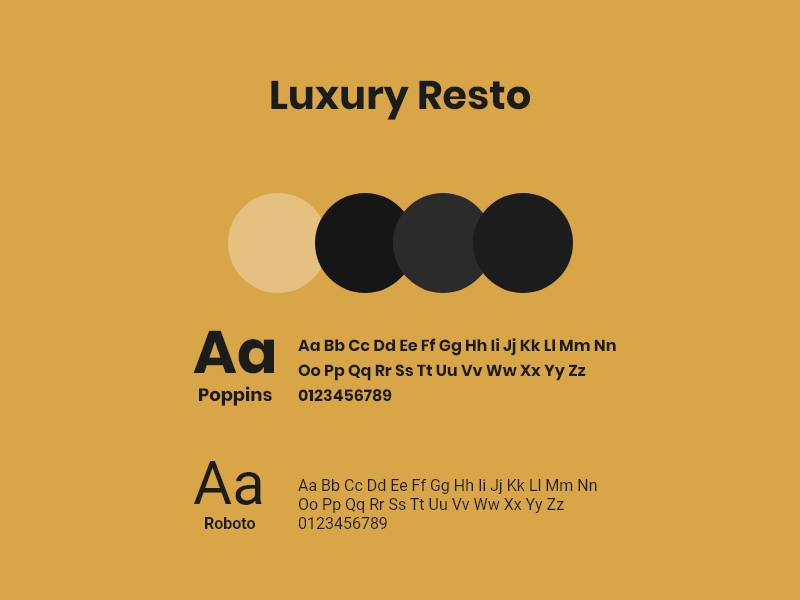 Luxury Resto
Aa
Poppins
Aa Bb Cc Dd Ee Ff Gg Hh Ii Jj Kk Ll Mm Nn
Oo Pp Qq Rr Ss Tt Uu Vv Ww Xx Yy Zz
0123456789
Aa
Roboto
Aa Bb Cc Dd Ee Ff Gg Hh Ii Jj Kk Ll Mm Nn
Oo Pp Qq Rr Ss Tt Uu Vv Ww Xx Yy Zz
0123456789